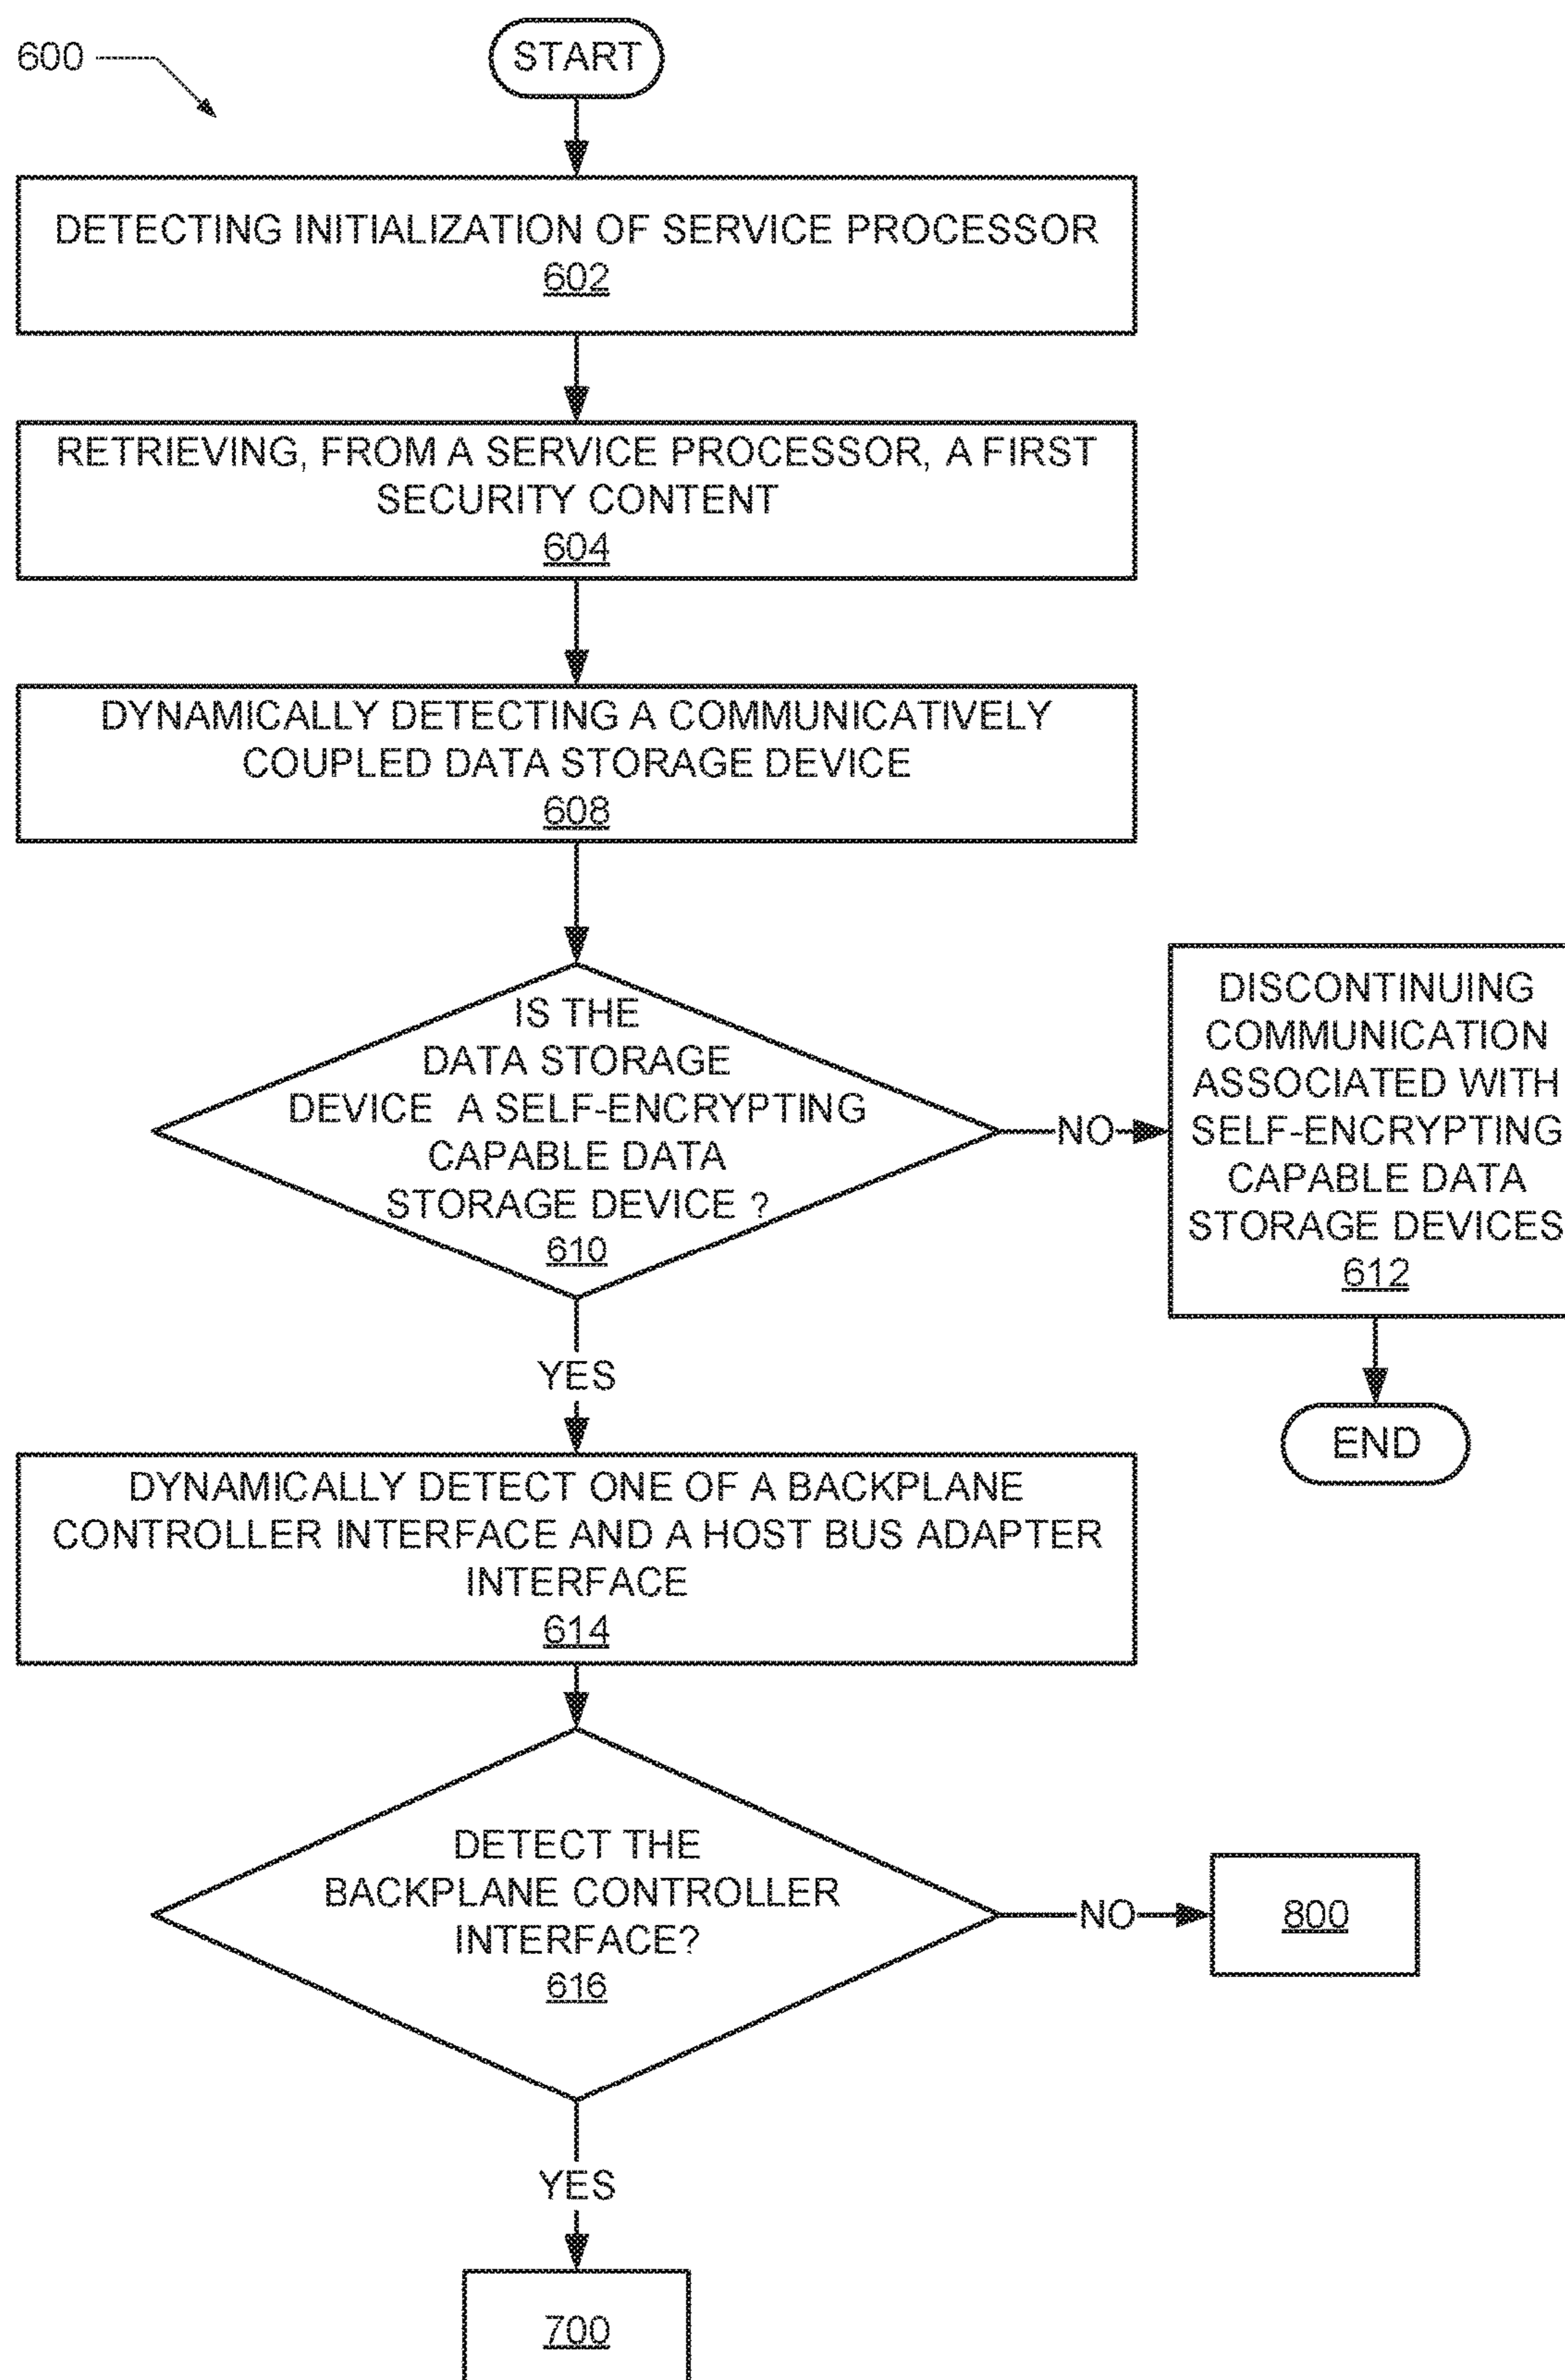 600
START
DETECTING INITIALIZATION OF SERVICE PROCESSOR
602
RETRIEVING, FROM A SERVICE PROCESSOR, A FIRST
SECURITY CONTENT
604
DYNAMICALLY DETECTING A COMMUNICATIVELY
COUPLED DATA STORAGE DEVICE
608
IS THE
DATA STORAGE
DEVICE A SELF-ENCRYPTING
CAPABLE DATA
STORAGE DEVICE ?
610
NO
DISCONTINUING
COMMUNICATION
ASSOCIATED WITH
SELF-ENCRYPTING
CAPABLE DATA
STORAGE DEVICES
612
END
YES
DYNAMICALLY DETECT ONE OF A BACKPLANE
CONTROLLER INTERFACE AND A HOST BUS ADAPTER
INTERFACE
614
DETECT THE
BACKPLANE CONTROLLER
INTERFACE?
616
NO
800
YES
700